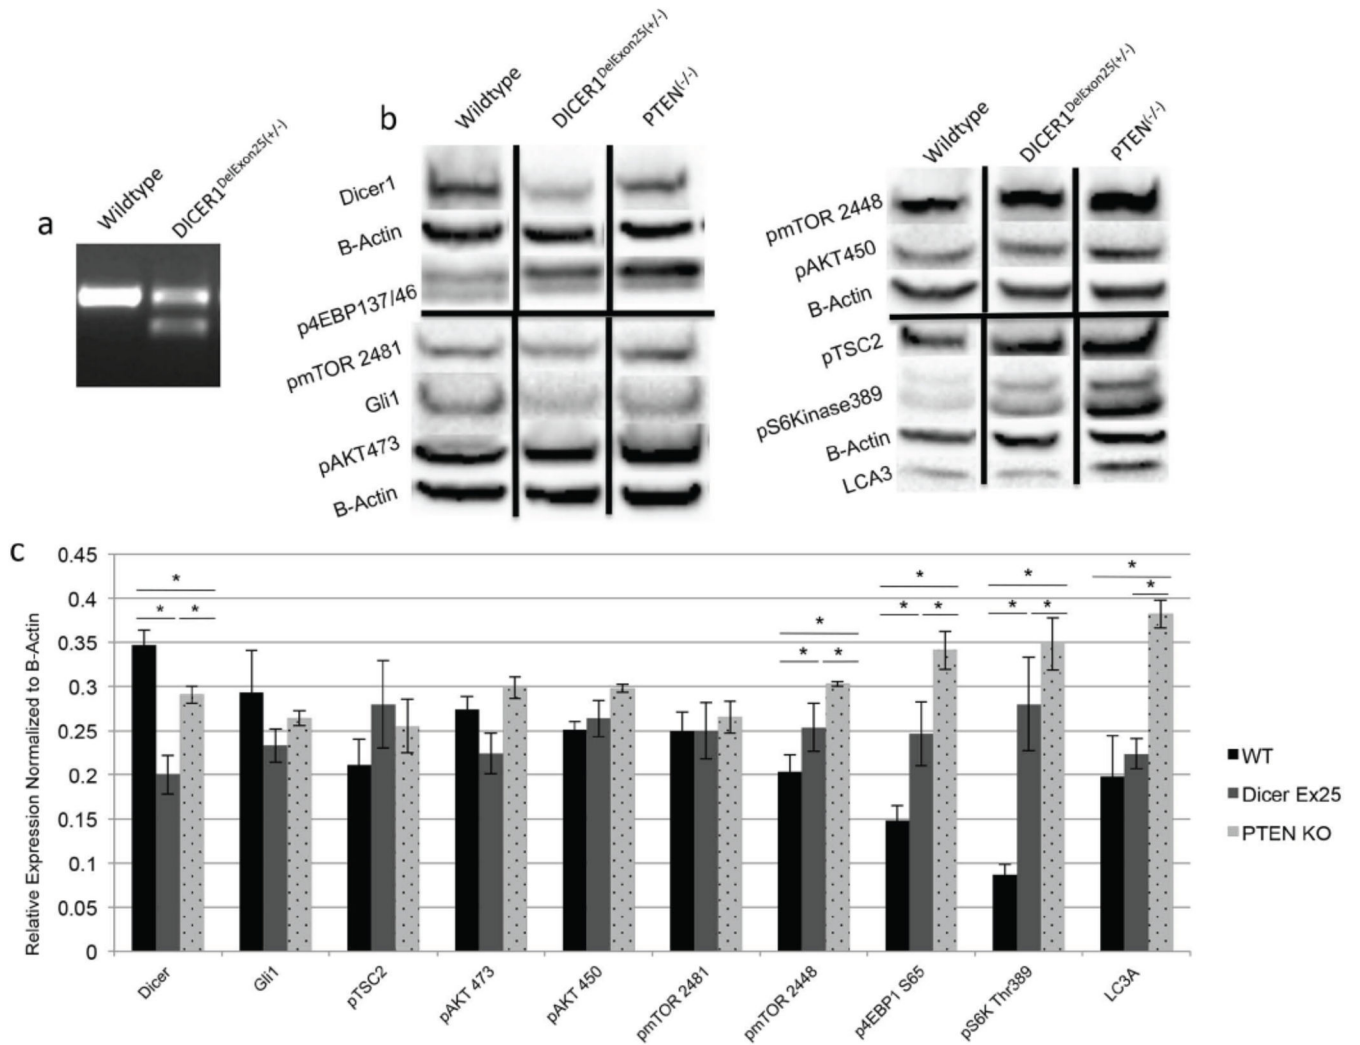 a
Wildtype
DICER1DelExon25(+/-)
b
Wildtype
DICER1DelExon25(+/-)
PTEN(-/-)
Dicer1
B-Actin
p4EBP137/46
pmTOR 2481
Gli1
pAKT473
B-Actin
Wildtype
DICER1DelExon25(+/-)
PTEN(-/-)
pmTOR 2448
pAKT450
B-Actin
pTSC2
pS6Kinase389
B-Actin
LCA3
c
Relative Expression Normalized to B-Actin
0.45
0.4
0.35
0.3
0.25
0.2
0.15
0.1
0.05
0
* * *
* * *
* * *
* * *
* *
Dicer
Gli1
pTSC2
pAKT 473
pAKT 450
pmTOR 2481
pmTOR 2448
p4EBP1 S65
pS6K Thr389
LC3A
WT
Dicer Ex25
PTEN KO